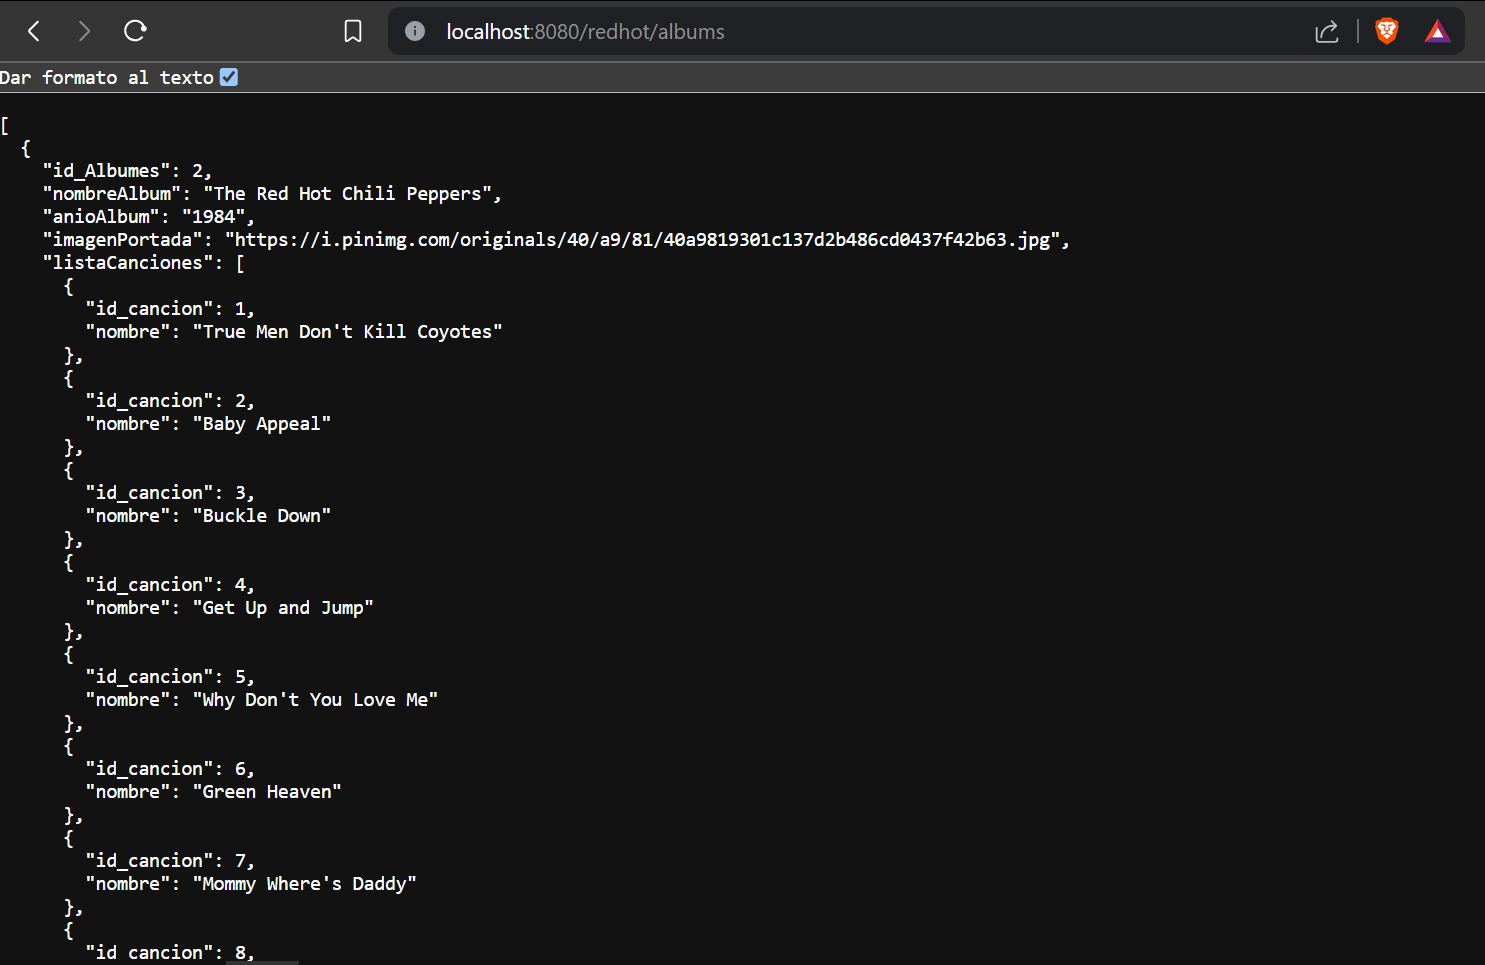 localhost:8080/redhot/albums
Dar formato al texto
[
{
"id_Albumes": 2,
"nombreAlbum": "The Red Hot Chili Peppers",
"anioAlbum": "1984",
"imagenPortada": "https://i.pinimg.com/originals/40/a9/81/40a9819301c137d2b486cd0437f42b63.jpg",
"listaCanciones": [
{
"id_cancion": 1,
"nombre": "True Men Don't Kill Coyotes"
},
{
"id_cancion": 2,
"nombre": "Baby Appeal"
},
{
"id_cancion": 3,
"nombre": "Buckle Down"
},
{
"id_cancion": 4,
"nombre": "Get Up and Jump"
},
{
"id_cancion": 5,
"nombre": "Why Don't You Love Me"
},
{
"id_cancion": 6,
"nombre": "Green Heaven"
},
{
"id_cancion": 7,
"nombre": "Mommy Where's Daddy"
},
{
"id_cancion": 8,